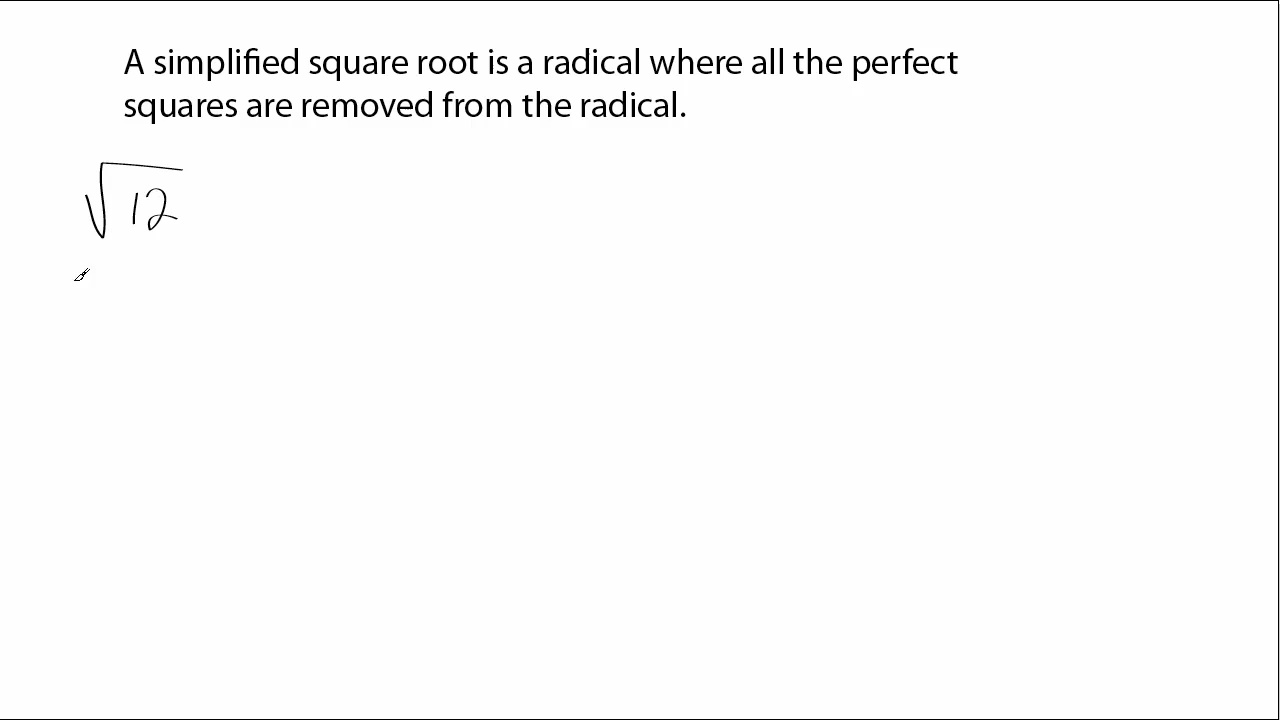 A simplified square root is a radical where all the perfect
squares are removed from the radical.
√12